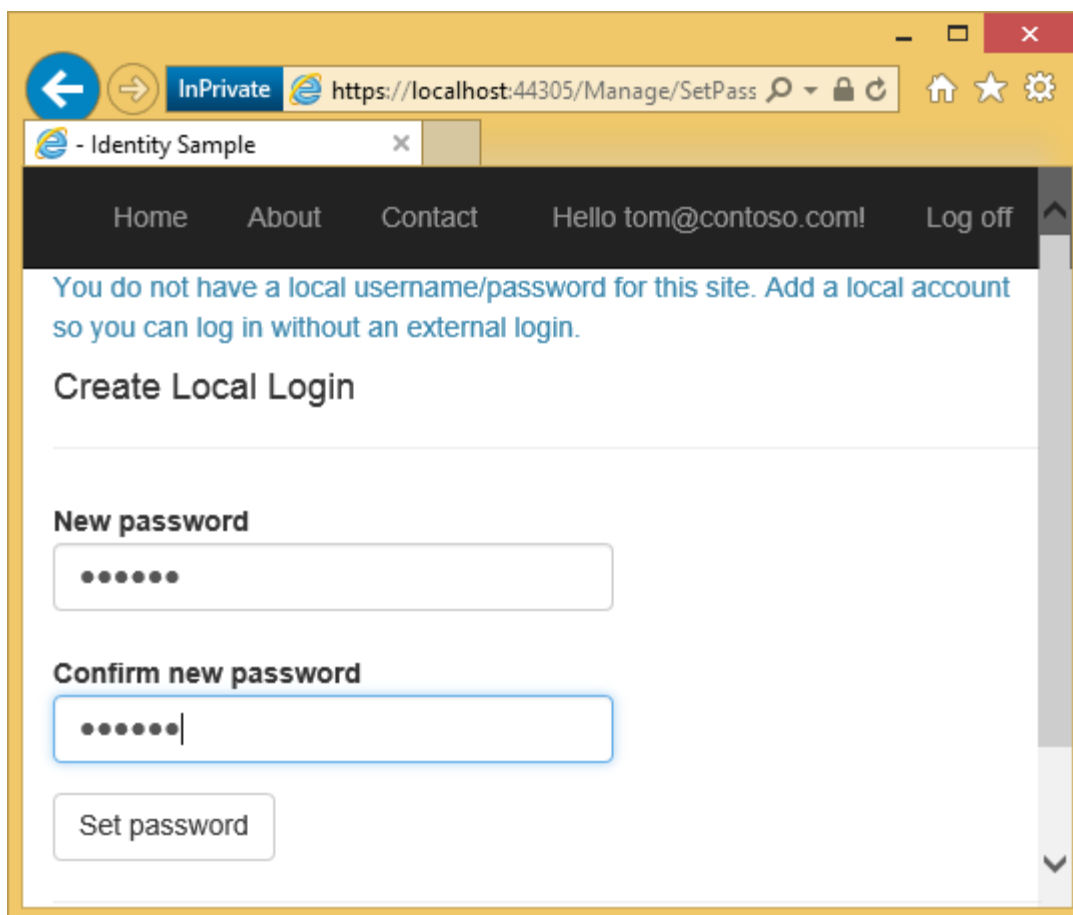 InPrivate https://localhost:44305/Manage/SetPass
- Identity Sample
Home About Contact Hello tom@contoso.com! Log off
You do not have a local username/password for this site. Add a local account
so you can log in without an external login.
Create Local Login
New password
••••••
Confirm new password
••••••
Set password